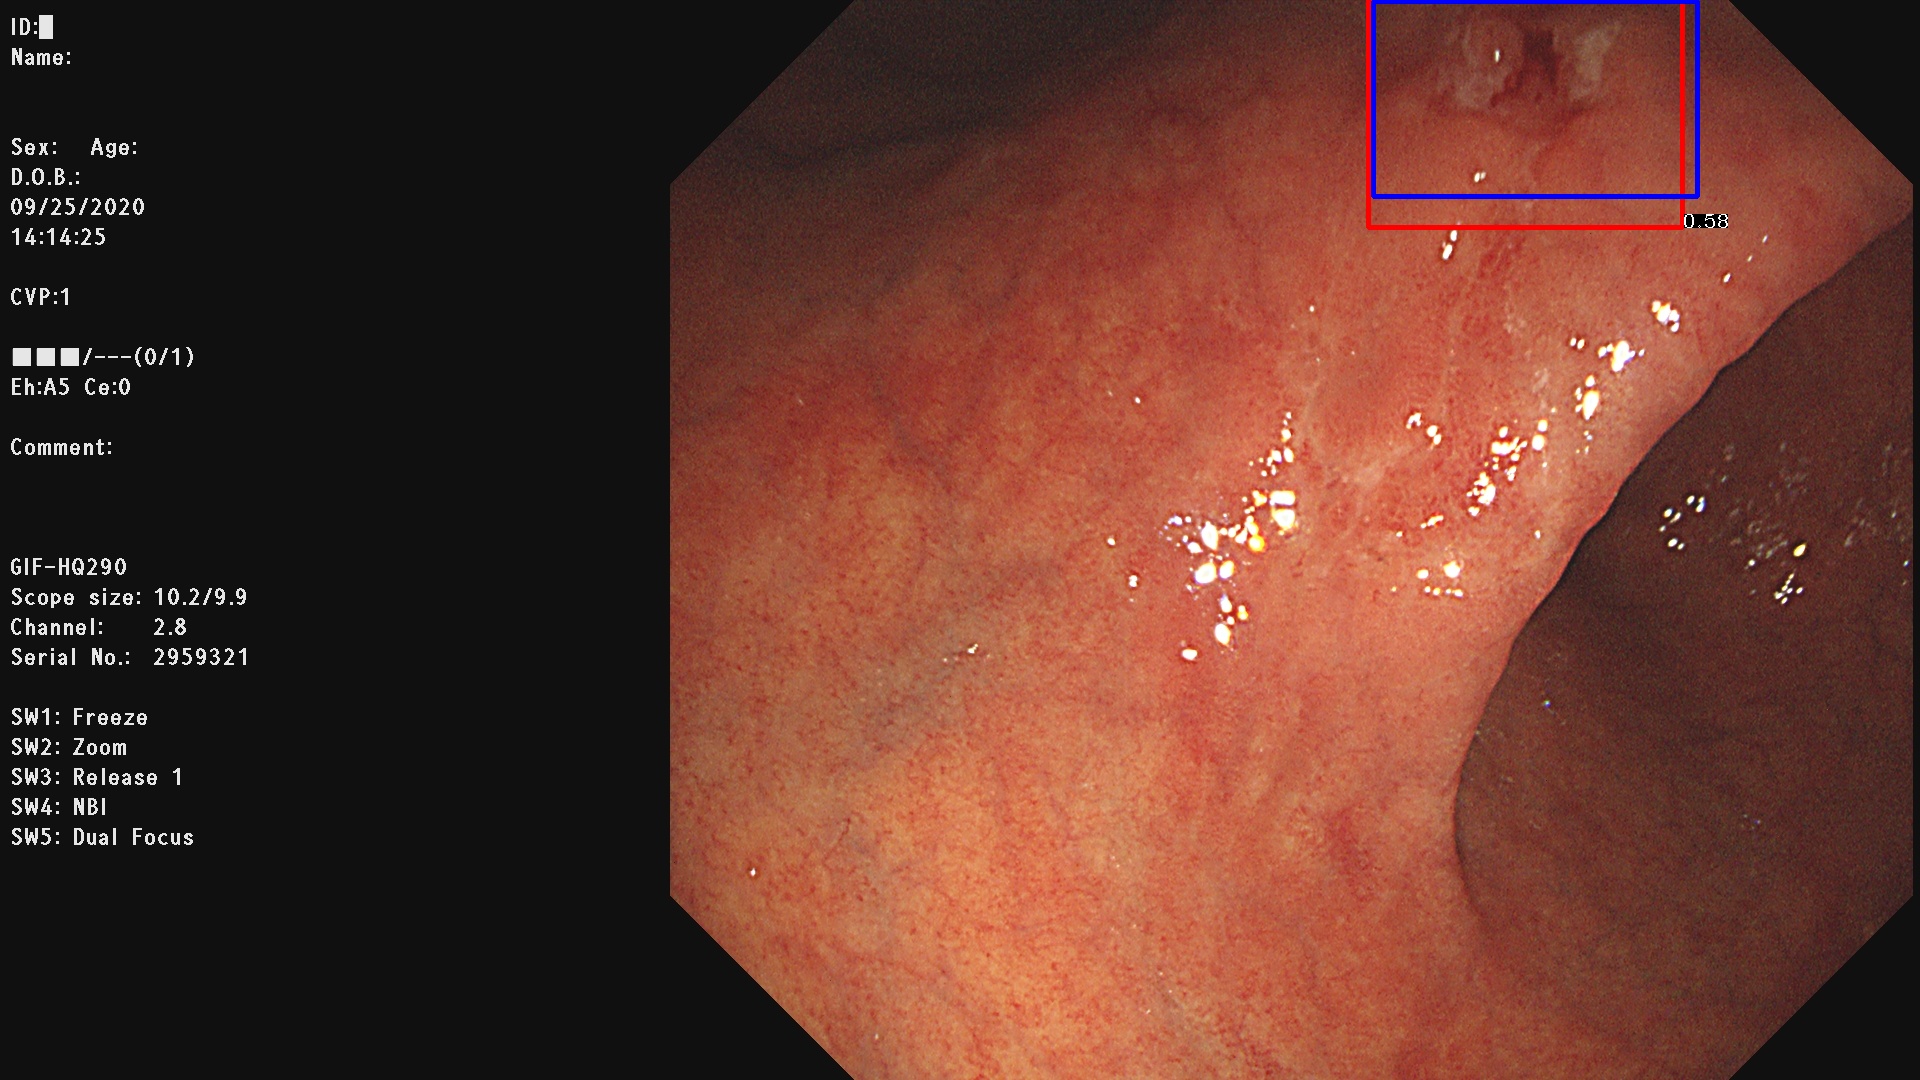 ID:
Name:
Sex: Age:
D.O.B.:
09/25/2020
14:14:25
CVP:1
■■■/---(0/1)
Eh:A5 Ce:0
Comment:
GIF-HQ290
Scope size: 10.2/9.9
Channel: 2.8
Serial No.: 2959321
SW1: Freeze
SW2: Zoom
SW3: Release 1
SW4: NBI
SW5: Dual Focus
0.58